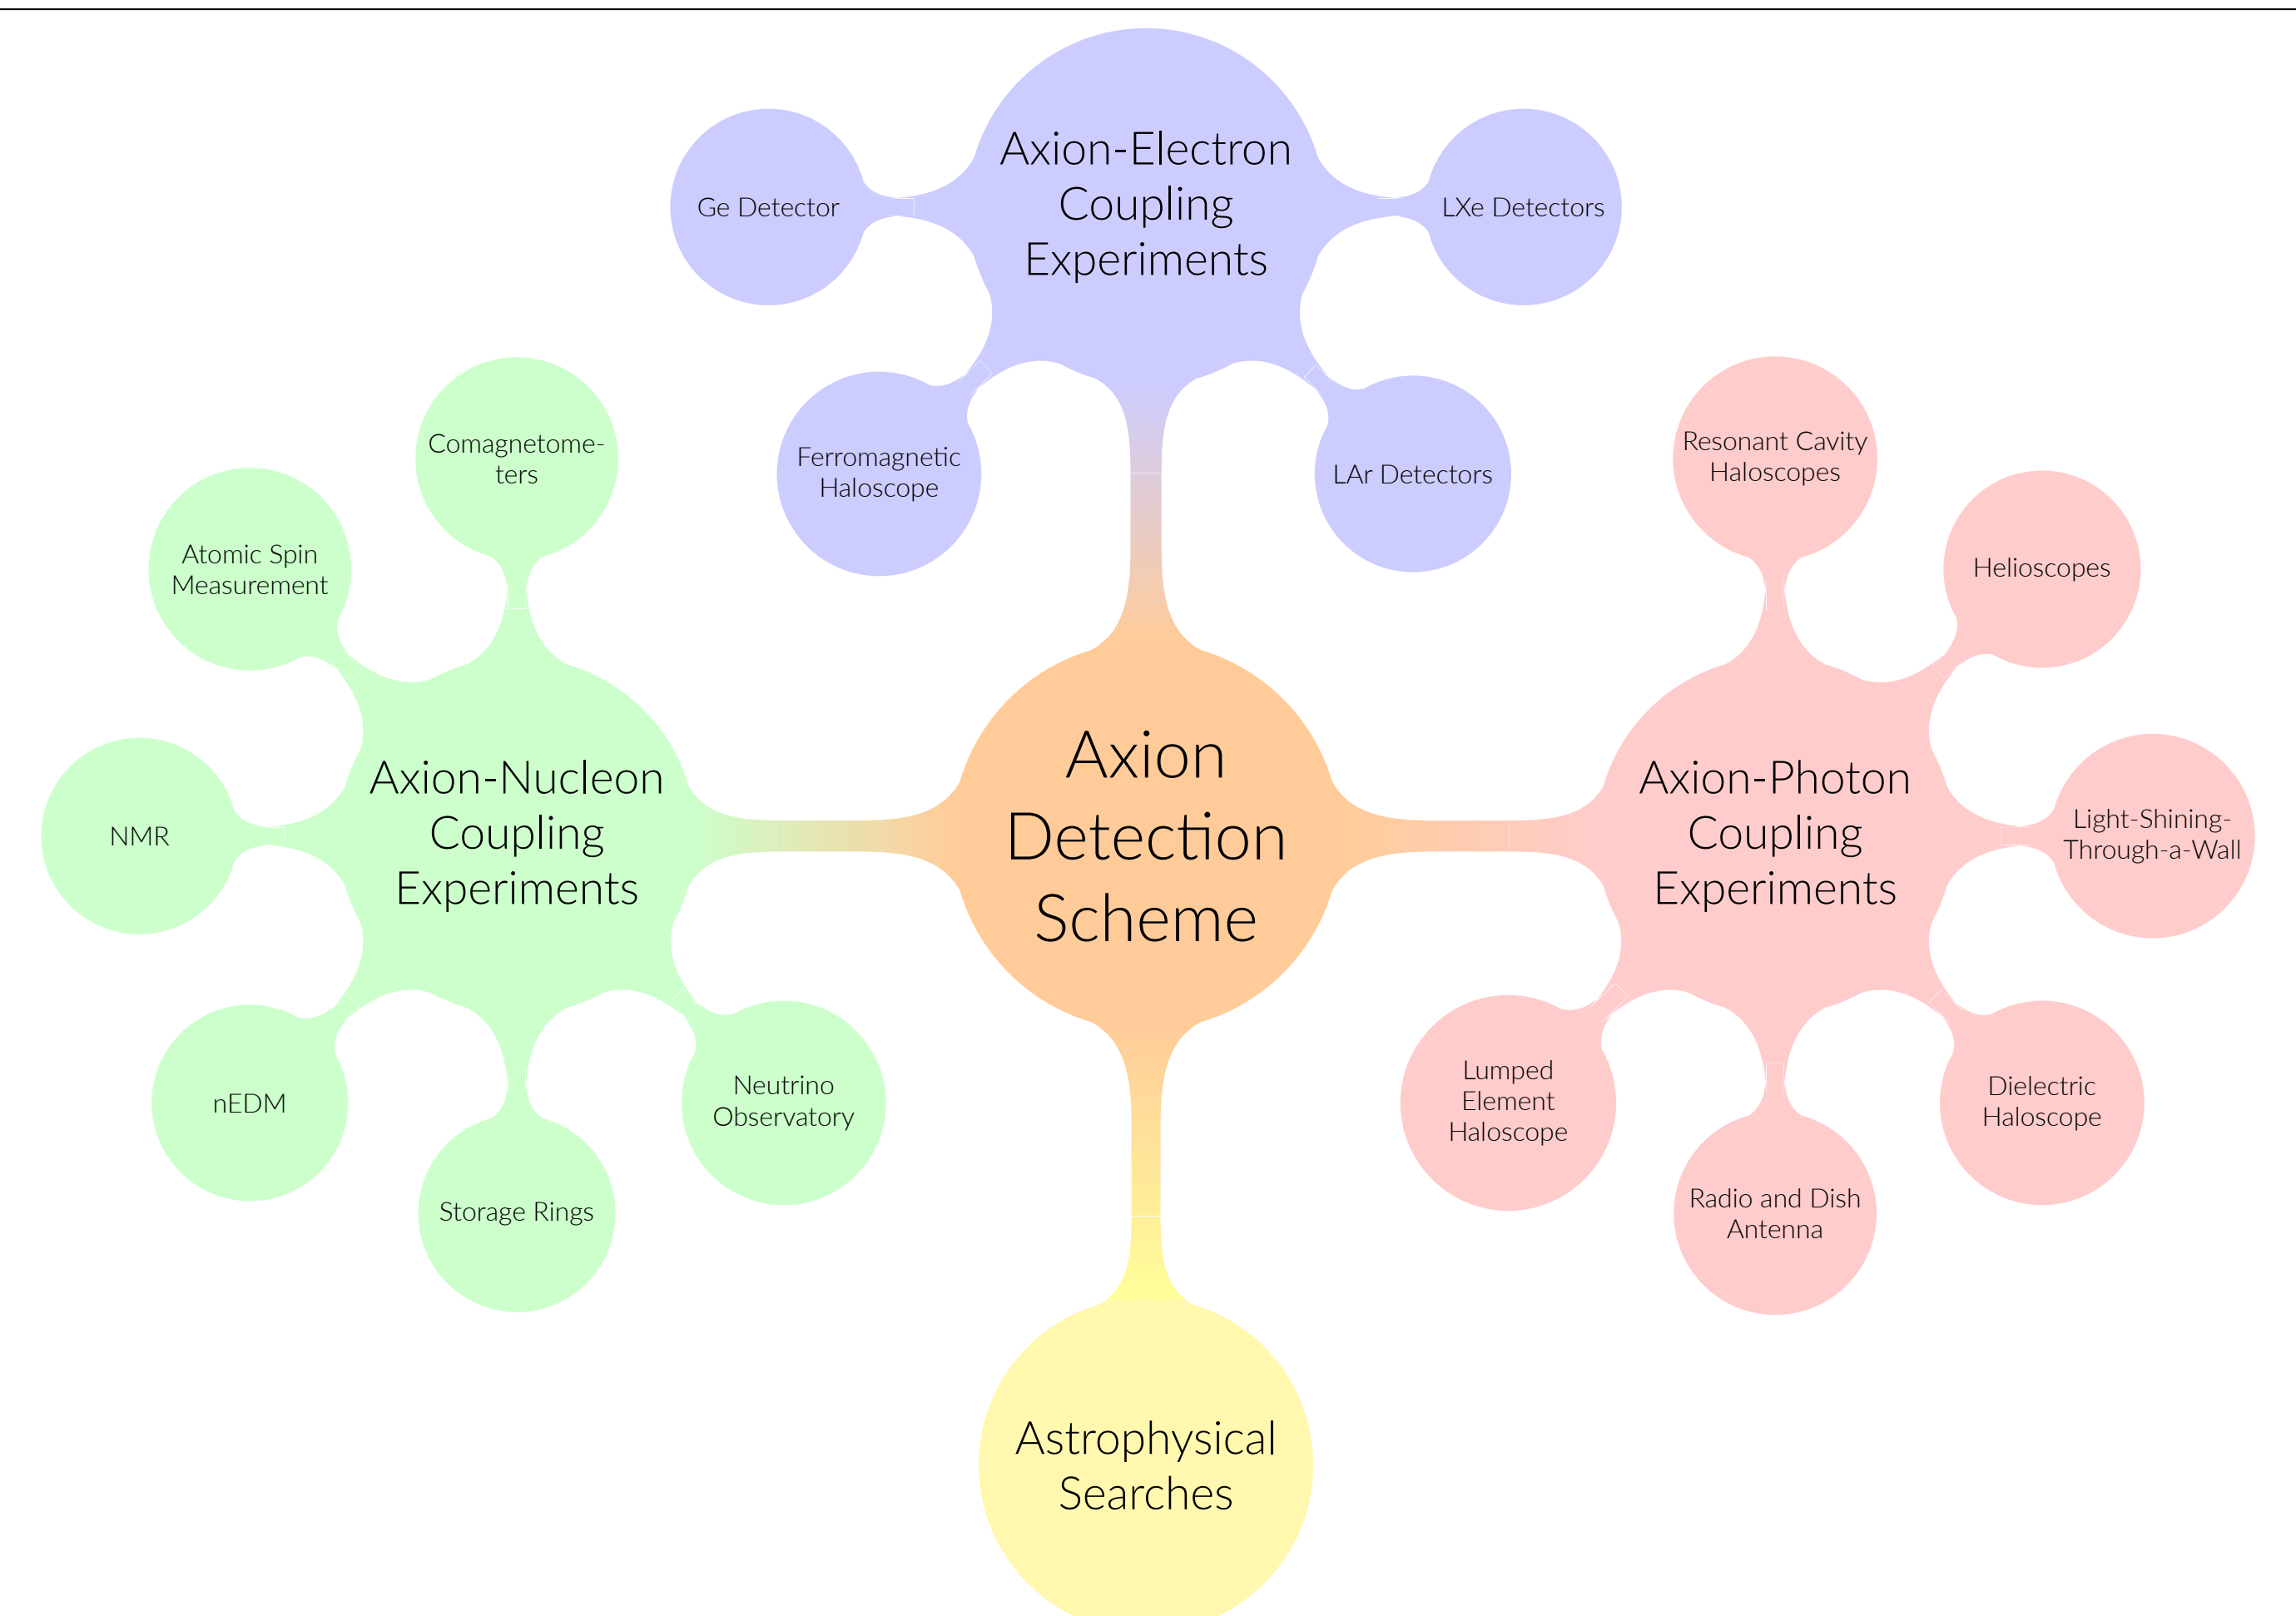 Axion-Electron
Coupling
Experiments
Ge Detector
LXe Detectors
Ferromagnetic
Haloscope
LAr Detectors
Comagnetome-
ters
Atomic Spin
Measurement
NMR
Axion-Nucleon
Coupling
Experiments
nEDM
Storage Rings
Neutrino
Observatory
Axion
Detection
Scheme
Resonant Cavity
Haloscopes
Helioscopes
Axion-Photon
Coupling
Experiments
Light-Shining-
Through-a-Wall
Lumped
Element
Haloscope
Radio and Dish
Antenna
Dielectric
Haloscope
Astrophysical
Searches